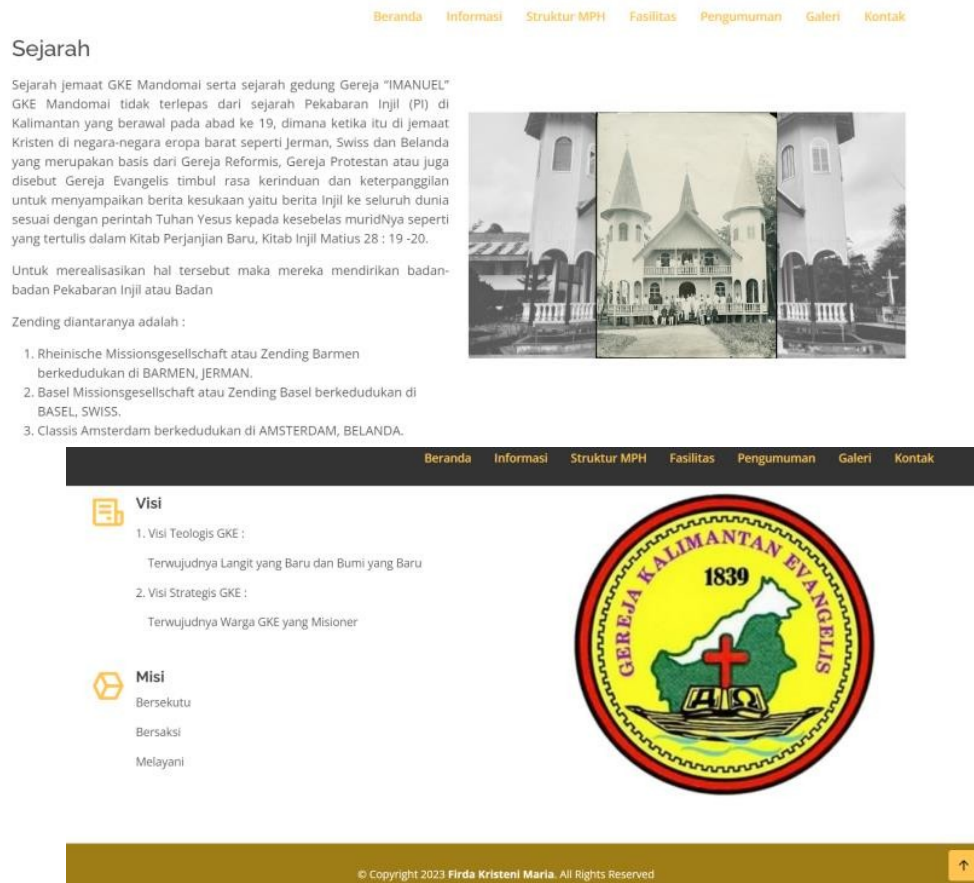 Beranda Informasi Struktur MPH Fasilitas Pengumuman Galeri Kontak
Sejarah
Sejarah jemaat GKE Mandomai serta sejarah gedung Gereja “IMANUEL”
GKE Mandomai tidak terlepas dari sejarah Pekabaran Injil (PI) di
Kalimantan yang berawal pada abad ke 19, dimana ketika itu di jemaat
Kristen di negara-negara eropa barat seperti Jerman, Swiss dan Belanda
yang merupakan basis dari Gereja Reformis, Gereja Protestan atau juga
disebut Gereja Evangelis timbul rasa kerinduan dan keterpanggilan
untuk menyampaikan berita kesukaan yaitu berita Injil ke seluruh dunia
sesuai dengan perintah Tuhan Yesus kepada kesebelas muridNya seperti
yang tertulis dalam Kitab Perjanjian Baru, Kitab Injil Matius 28 : 19 -20.
Untuk merealisasikan hal tersebut maka mereka mendirikan badan-
badan Pekabaran Injil atau Badan
Zending diantaranya adalah :
1. Rheinische Missionsgesellschaft atau Zending Barmen
berkedudukan di BARMEN, JERMAN.
2. Basel Missionsgesellschaft atau Zending Basel berkedudukan di
BASEL, SWISS.
3. Classis Amsterdam berkedudukan di AMSTERDAM, BELANDA.
Beranda Informasi Struktur MPH Fasilitas Pengumuman Galeri Kontak
Visi
1. Visi Teologis GKE :
Terwujudnya Langit yang Baru dan Bumi yang Baru
2. Visi Strategis GKE :
Terwujudnya Warga GKE yang Misioner
Misi
Bersekutu
Bersaksi
Melayani
GEREJA KALIMANTAN EVANGELIS
1839
A Ω
© Copyright 2023 Firda Kristeni Maria. All Rights Reserved